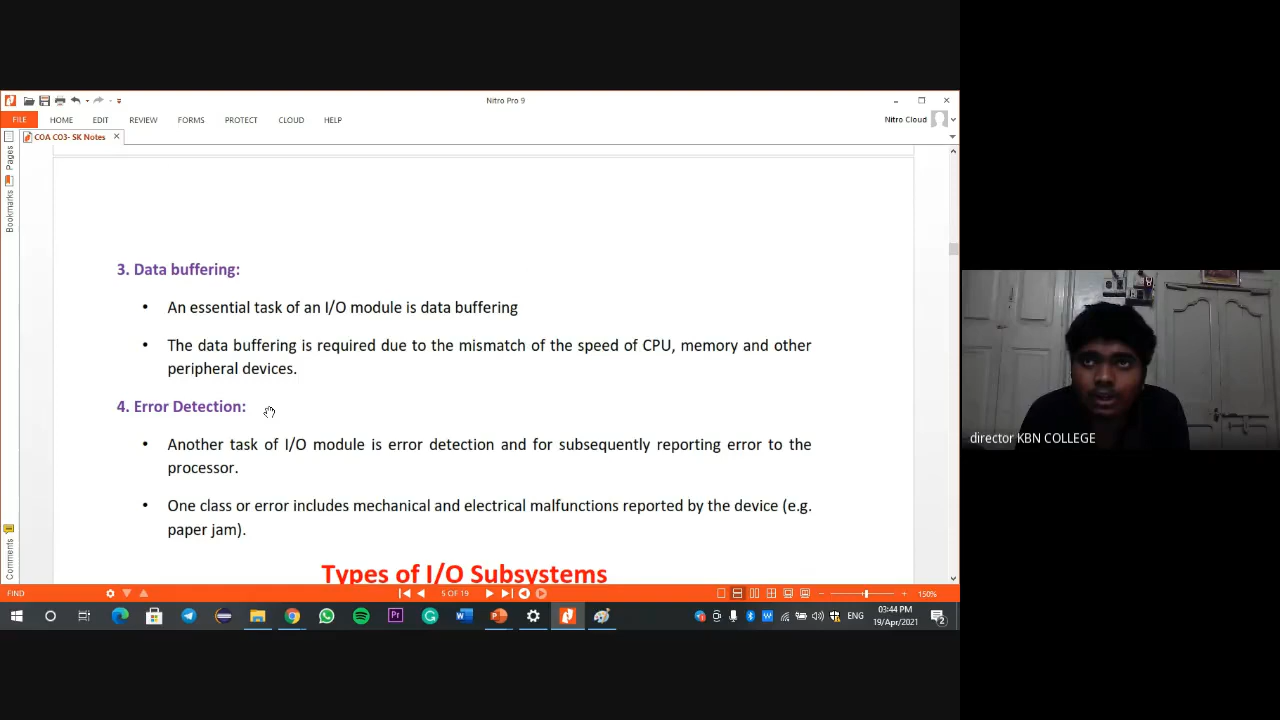 Nitro Pro 9
FILE HOME EDIT REVIEW FORMS PROTECT CLOUD HELP
Nitro Cloud
COA CO3- SK Notes
Pages
Bookmarks
Comments
3. Data buffering:
• An essential task of an I/O module is data buffering
• The data buffering is required due to the mismatch of the speed of CPU, memory and other
peripheral devices.
4. Error Detection:
• Another task of I/O module is error detection and for subsequently reporting error to the
processor.
• One class or error includes mechanical and electrical malfunctions reported by the device (e.g.
paper jam).
Types of I/O Subsystems
director KBN COLLEGE
FIND
5 OF 19
150%
ENG
03:44 PM
19/Apr/2021
2